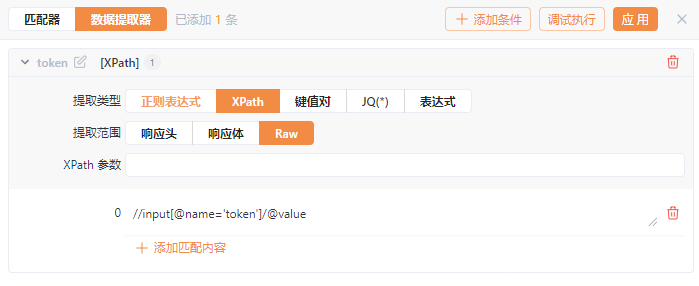 匹配器 数据提取器 已添加 1 条 添加条件 调试执行 应用
token [XPath] 1
提取类型 正则表达式 XPath 键值对 JQ(*) 表达式
提取范围 响应头 响应体 Raw
XPath 参数
0 //input[@name='token']/@value
添加匹配内容